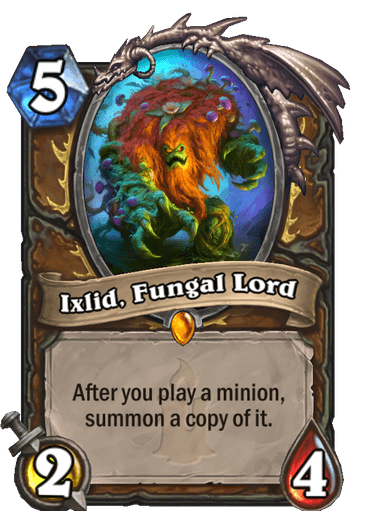 5
Ixlid, Fungal Lord
After you play a minion,
summon a copy of it.
2
4